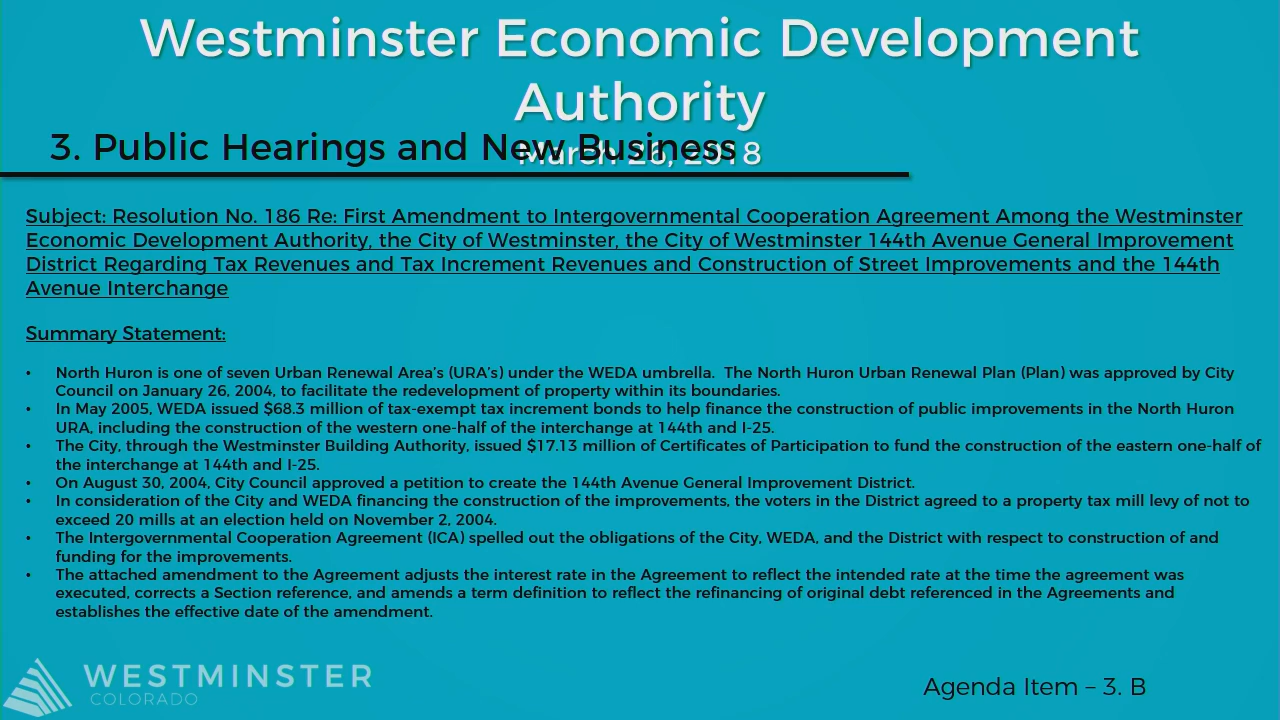 Westminster Economic Development
Authority
March 26, 2018
3. Public Hearings and New Business
Subject: Resolution No. 186 Re: First Amendment to Intergovernmental Cooperation Agreement Among the Westminster
Economic Development Authority, the City of Westminster, the City of Westminster 144th Avenue General Improvement
District Regarding Tax Revenues and Tax Increment Revenues and Construction of Street Improvements and the 144th
Avenue Interchange
Summary Statement:
• North Huron is one of seven Urban Renewal Area's (URA's) under the WEDA umbrella. The North Huron Urban Renewal Plan (Plan) was approved by City
Council on January 26, 2004, to facilitate the redevelopment of property within its boundaries.
• In May 2005, WEDA issued $68.3 million of tax-exempt tax increment bonds to help finance the construction of public improvements in the North Huron
URA, including the construction of the western one-half of the interchange at 144th and I-25.
• The City, through the Westminster Building Authority, issued $17.13 million of Certificates of Participation to fund the construction of the eastern one-half of
the interchange at 144th and I-25.
• On August 30, 2004, City Council approved a petition to create the 144th Avenue General Improvement District.
• In consideration of the City and WEDA financing the construction of the improvements, the voters in the District agreed to a property tax mill levy of not to
exceed 20 mills at an election held on November 2, 2004.
• The Intergovernmental Cooperation Agreement (ICA) spelled out the obligations of the City, WEDA, and the District with respect to construction of and
funding for the improvements.
• The attached amendment to the Agreement adjusts the interest rate in the Agreement to reflect the intended rate at the time the agreement was
executed, corrects a Section reference, and amends a term definition to reflect the refinancing of original debt referenced in the Agreements and
establishes the effective date of the amendment.
WESTMINSTER
COLORADO
Agenda Item – 3. B